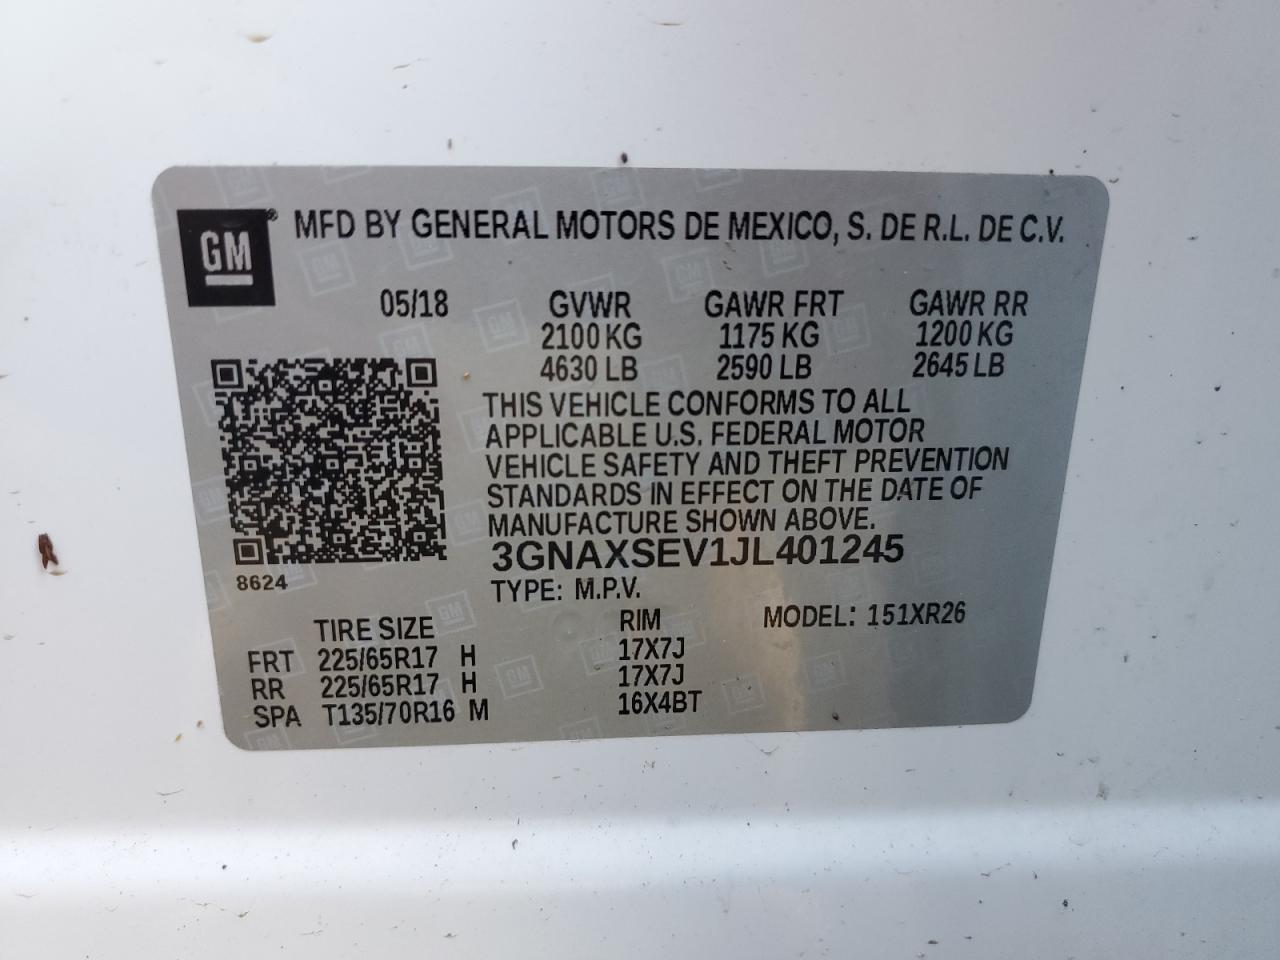 GM ® MFD BY GENERAL MOTORS DE MEXICO, S. DE R.L. DE C.V.
05/18 GVWR GAWR FRT GAWR RR
2100 KG 1175 KG 1200 KG
4630 LB 2590 LB 2645 LB
THIS VEHICLE CONFORMS TO ALL
APPLICABLE U.S. FEDERAL MOTOR
VEHICLE SAFETY AND THEFT PREVENTION
STANDARDS IN EFFECT ON THE DATE OF
MANUFACTURE SHOWN ABOVE.
3GNAXSEV1JL401245
8624
TYPE: M.P.V.
TIRE SIZE RIM MODEL: 151XR26
FRT 225/65R17 H 17X7J
RR 225/65R17 H 17X7J
SPA T135/70R16 M 16X4BT